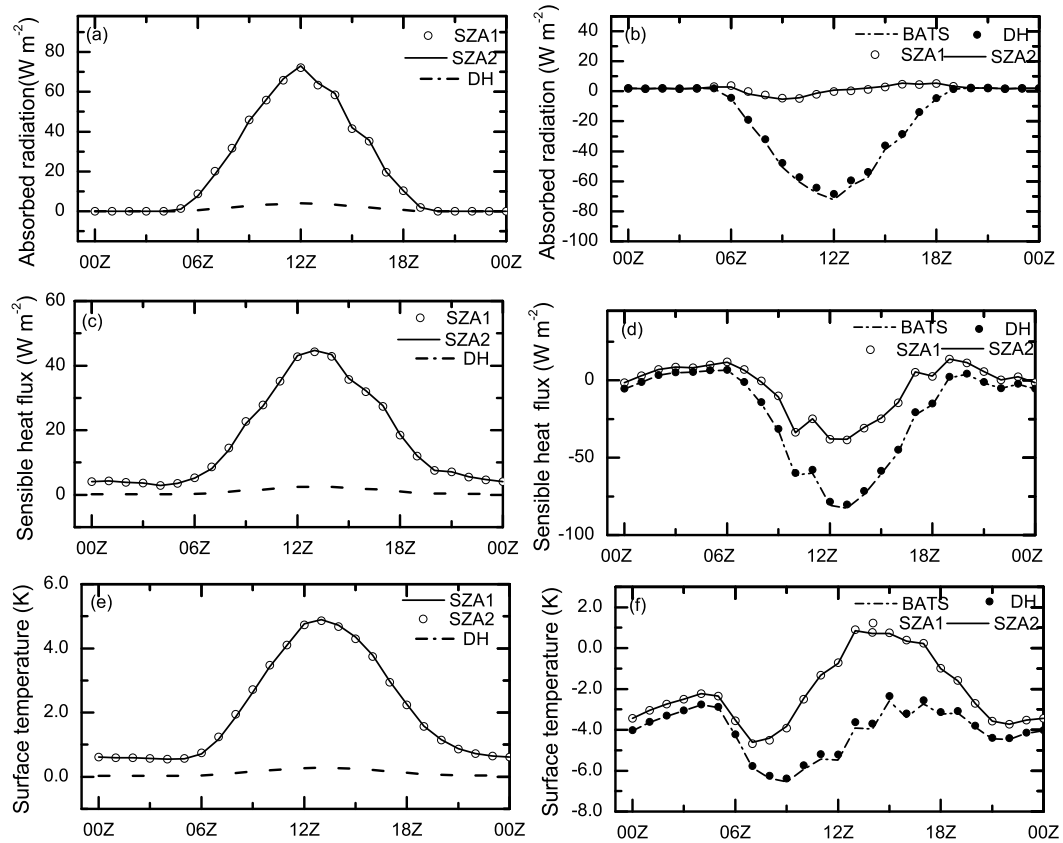 (a)
SZA1
SZA2
DH
Absorbed radiation(W m-2)
80
60
40
20
0
00Z 06Z 12Z 18Z 00Z
(b)
BATS DH
SZA1 SZA2
Absorbed radiation (W m-2)
40
20
0
-20
-40
-60
-80
-100
00Z 06Z 12Z 18Z 00Z
(c)
SZA1
SZA2
DH
Sensible heat flux (W m-2)
60
40
20
0
00Z 06Z 12Z 18Z 00Z
(d)
BATS DH
SZA1 SZA2
Sensible heat flux (W m-2)
0
-50
-100
00Z 06Z 12Z 18Z 00Z
(e)
SZA1
SZA2
DH
Surface temperature (K)
6.0
4.0
2.0
0.0
00Z 06Z 12Z 18Z 00Z
(f)
BATS DH
SZA1 SZA2
Surface temperature (K)
2.0
0.0
-2.0
-4.0
-6.0
-8.0
00Z 06Z 12Z 18Z 00Z